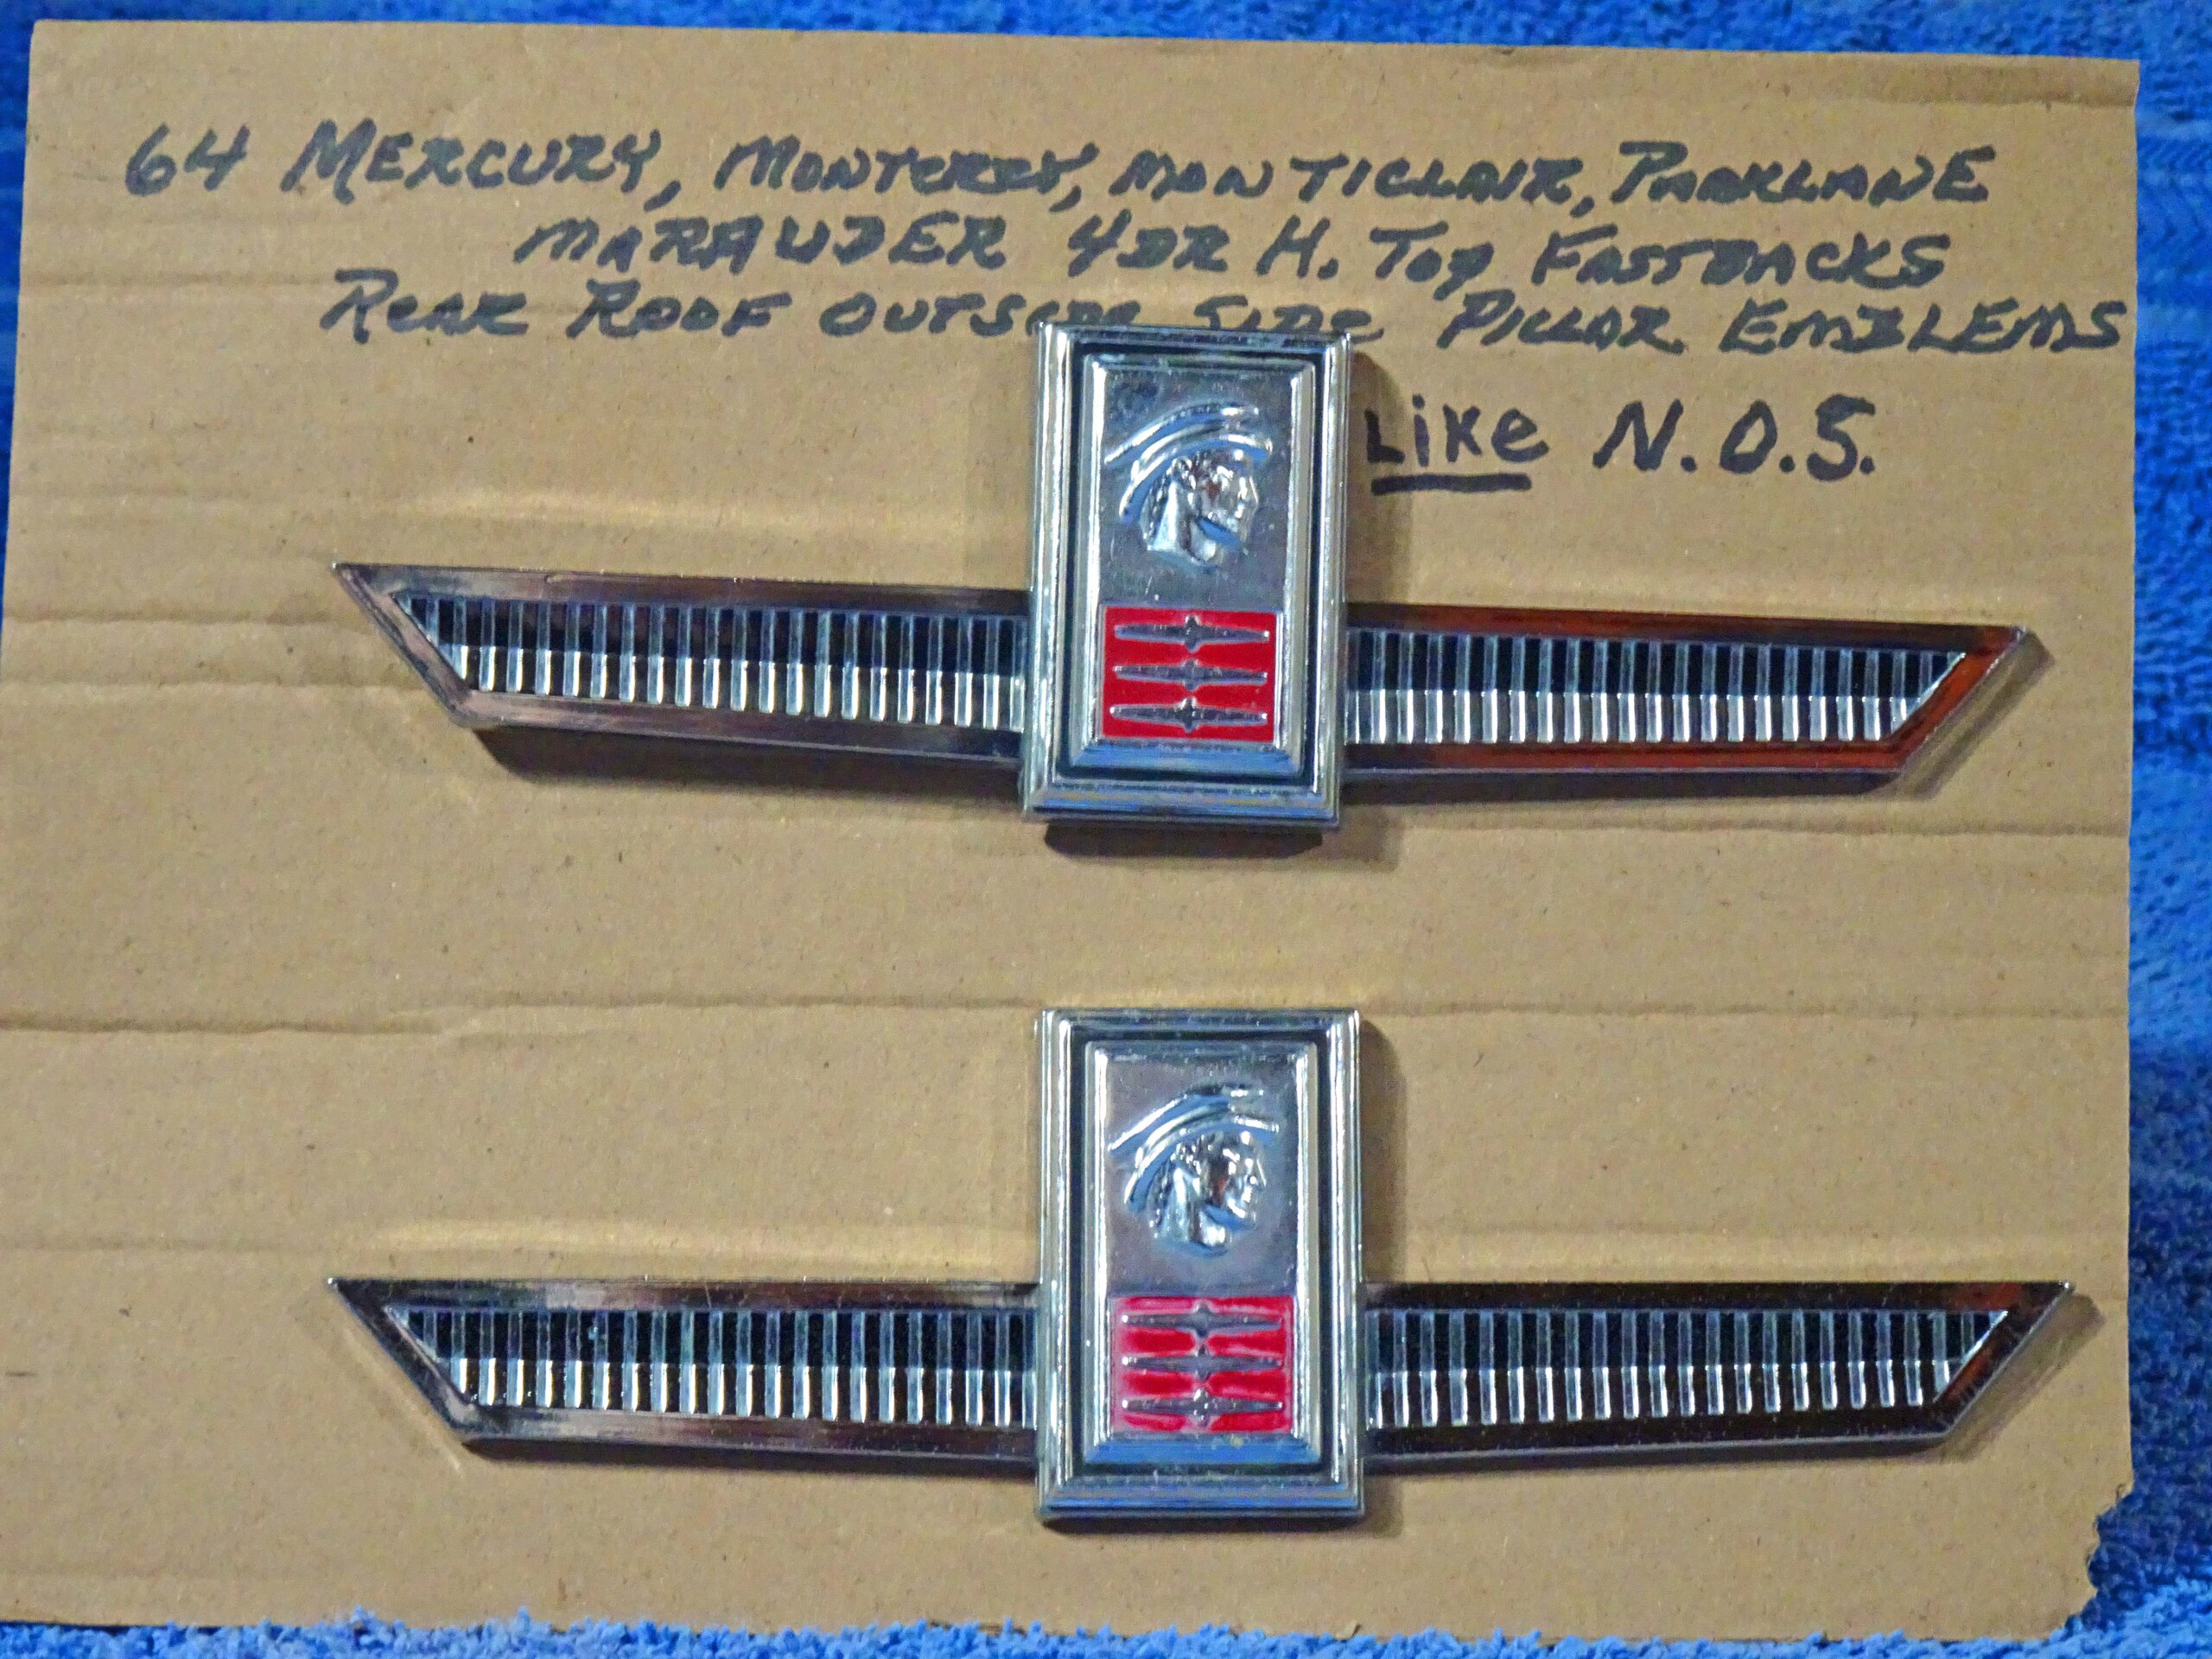 64 MERCURY, MONTEREY, MONTICLAIR, PARKLANE
MARAUDER 4DR H. TOP FASTBACKS
REAR ROOF OUTSIDE SIDE PILLAR EMBLEMS
Like N.O.S.